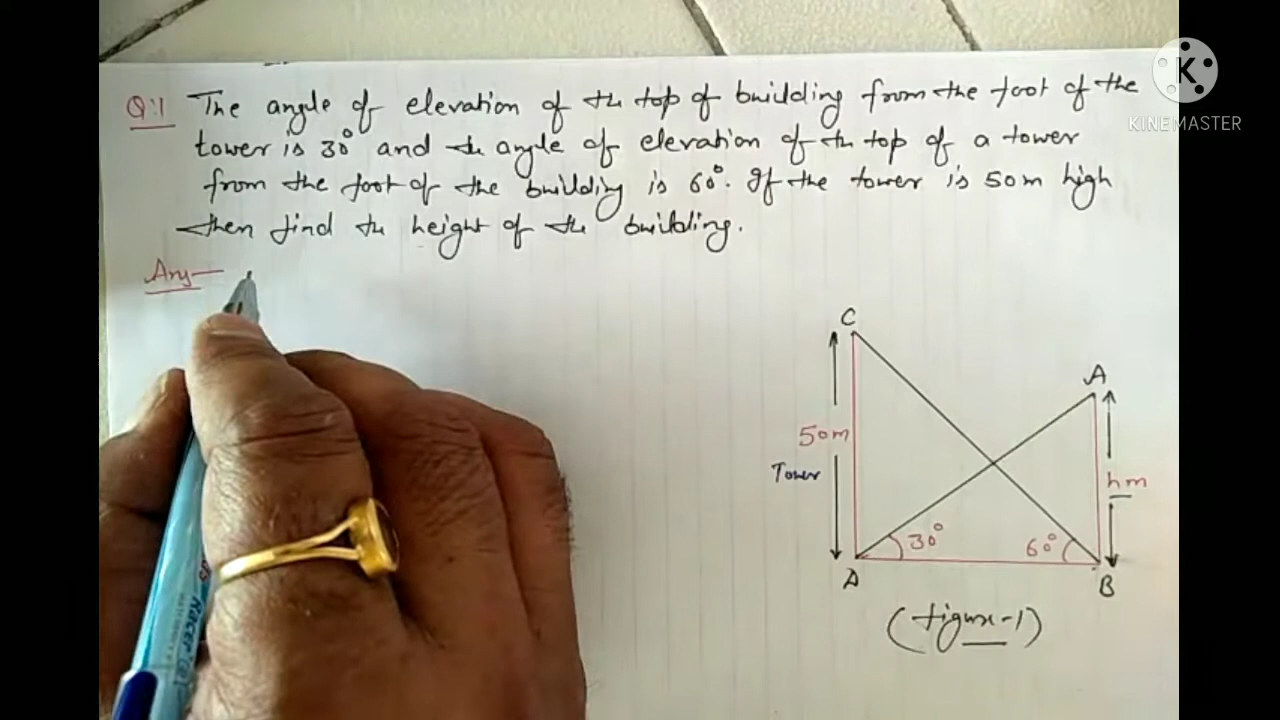 Q:1 The angle of elevation of the top of building from the foot of the
tower is 30° and the angle of elevation of the top of a tower
from the foot of the building is 60°. If the tower is 50m high
then find the height of the building.
Ans
C
A
50m
Tower
hm
30°
60°
D
B
(figure-1)
K
KINEMASTER
RACER